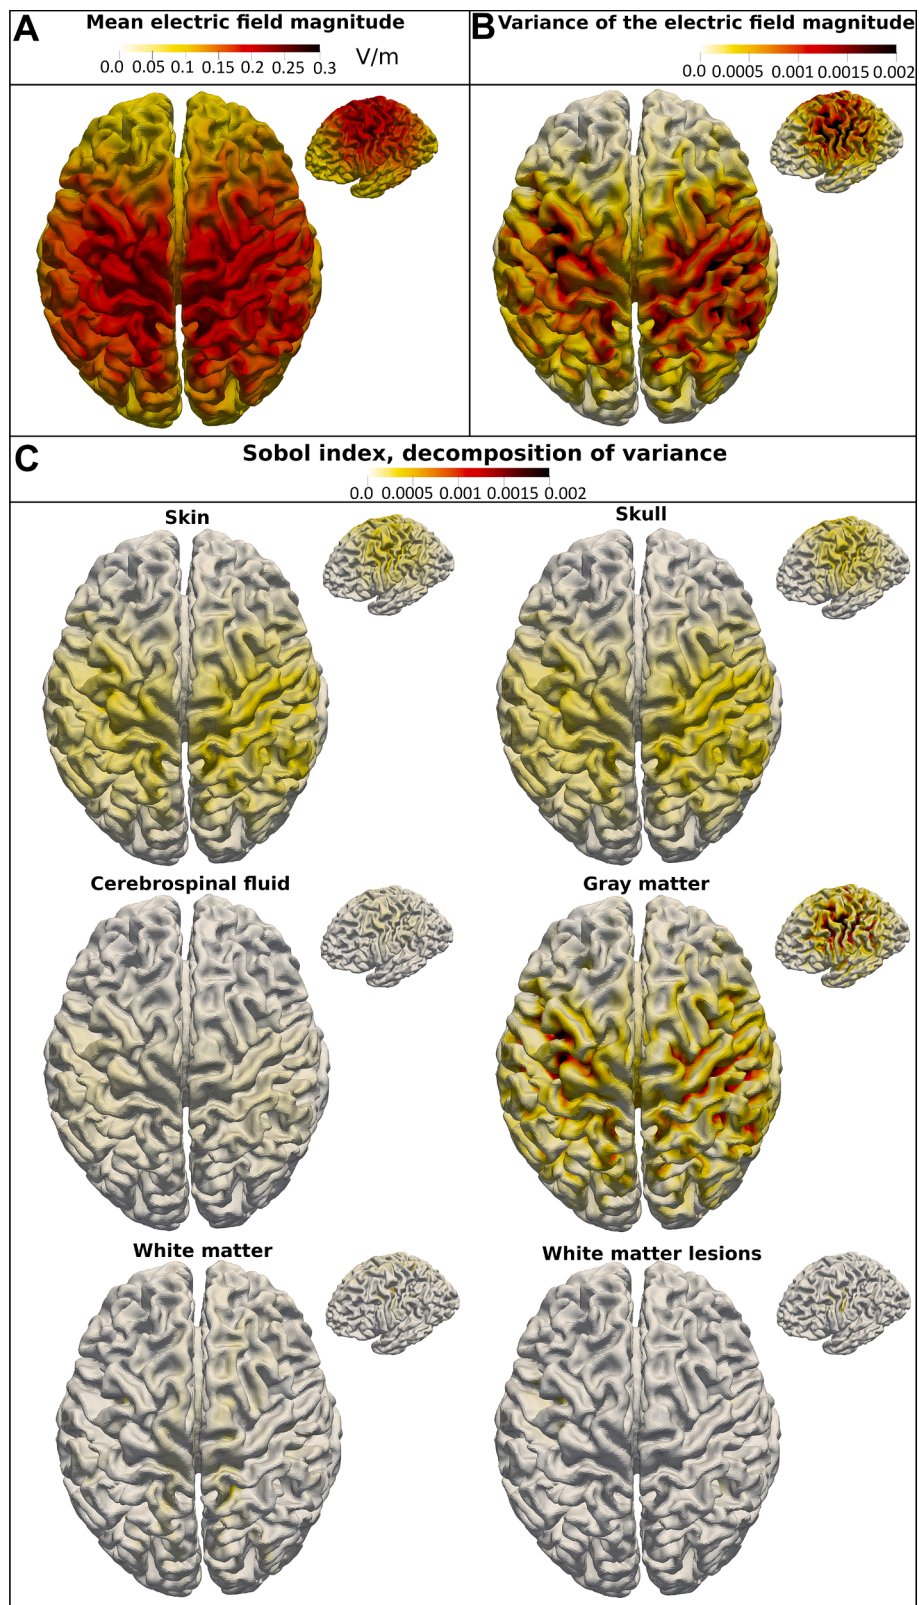 A Mean electric field magnitude
0.0 0.05 0.1 0.15 0.2 0.25 0.3 V/m
B Variance of the electric field magnitude
0.0 0.0005 0.001 0.0015 0.002
C Sobol index, decomposition of variance
0.0 0.0005 0.001 0.0015 0.002
Skin
Skull
Cerebrospinal fluid
Gray matter
White matter
White matter lesions